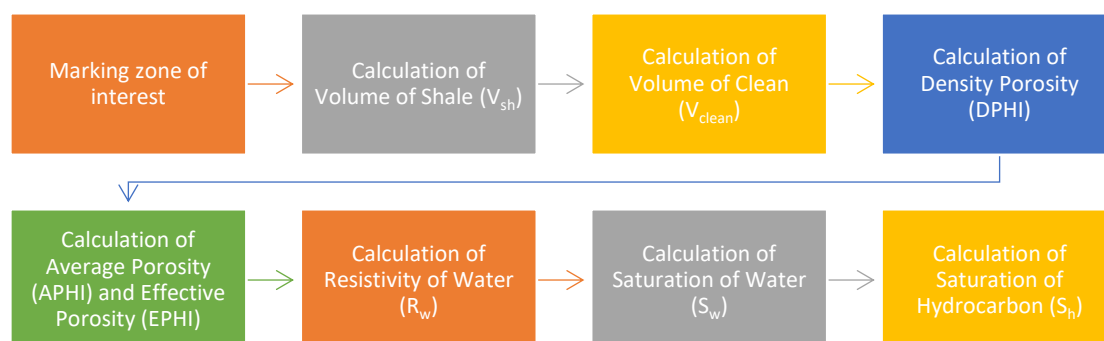 Marking zone of
interest
Calculation of
Volume of Shale (Vsh)
Calculation of
Volume of Clean
(Vclean)
Calculation of
Density Porosity
(DPHI)
Calculation of
Average Porosity
(APHI) and Effective
Porosity (EPHI)
Calculation of
Resistivity of Water
(Rw)
Calculation of
Saturation of Water
(Sw)
Calculation of
Saturation of
Hydrocarbon (Sh)